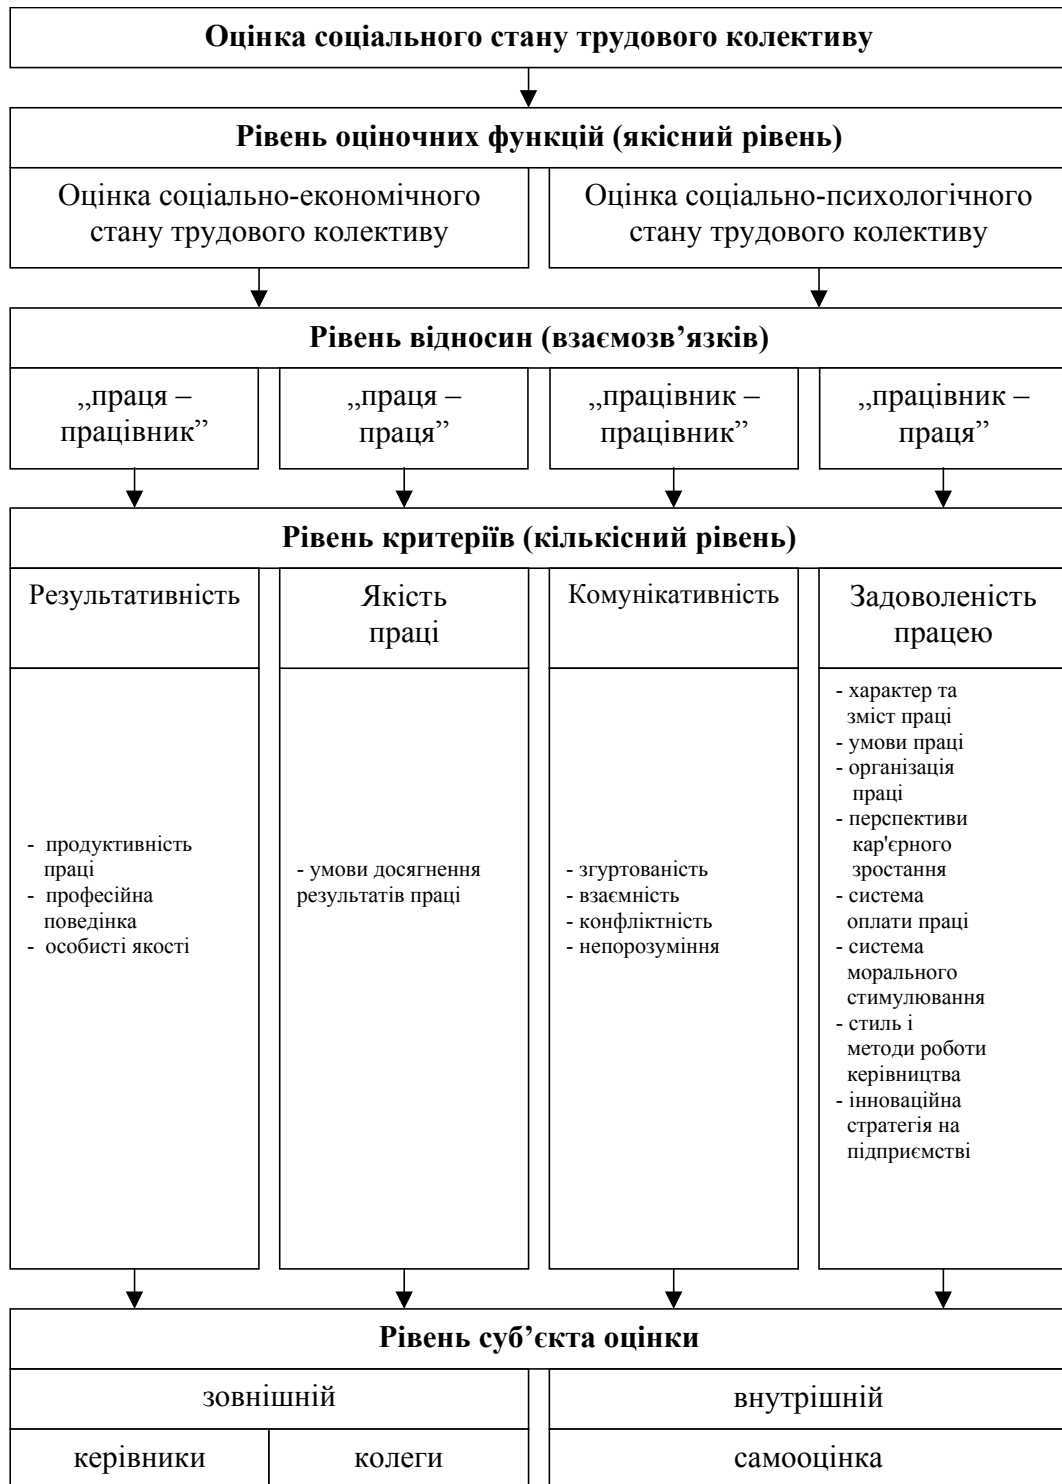 Оцінка соціального стану трудового колективу
Рівень оціночних функцій (якісний рівень)
Оцінка соціально-економічного
стану трудового колективу
Оцінка соціально-психологічного
стану трудового колективу
Рівень відносин (взаємозв’язків)
„праця –
працівник”
„праця –
праця”
„працівник –
працівник”
„працівник –
праця”
Рівень критеріїв (кількісний рівень)
Результативність
Якість
праці
Комунікативність
Задоволеність
працею
- продуктивність
праці
- професійна
поведінка
- особисті якості
- умови досягнення
результатів праці
- згуртованість
- взаємність
- конфліктність
- непорозуміння
- характер та
зміст праці
- умови праці
- організація
праці
- перспективи
кар'єрного
зростання
- система
оплати праці
- система
морального
стимулювання
- стиль і
методи роботи
керівництва
- інноваційна
стратегія на
підприємстві
Рівень суб’єкта оцінки
зовнішній
внутрішній
керівники
колеги
самооцінка